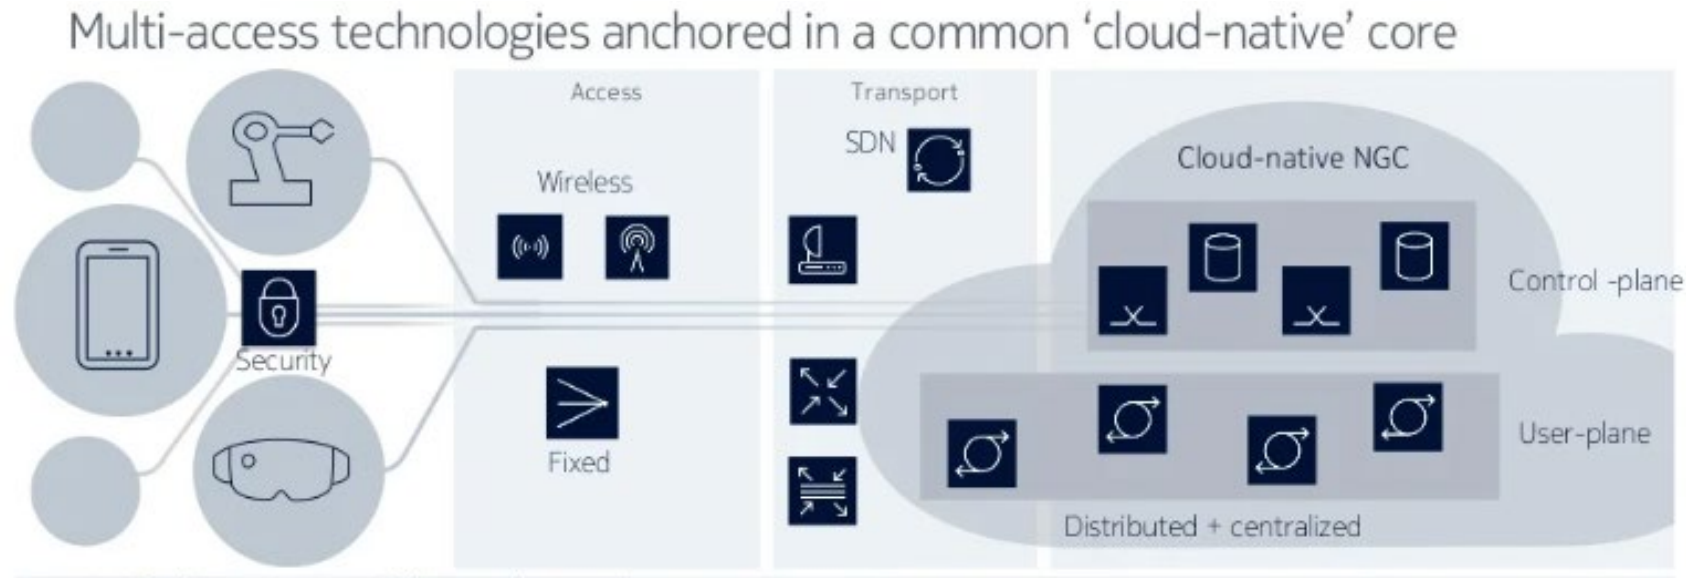 Multi-access technologies anchored in a common ‘cloud-native’ core
Access
Transport
SDN
Cloud-native NGC
Wireless
Control -plane
Security
User-plane
Fixed
Distributed + centralized